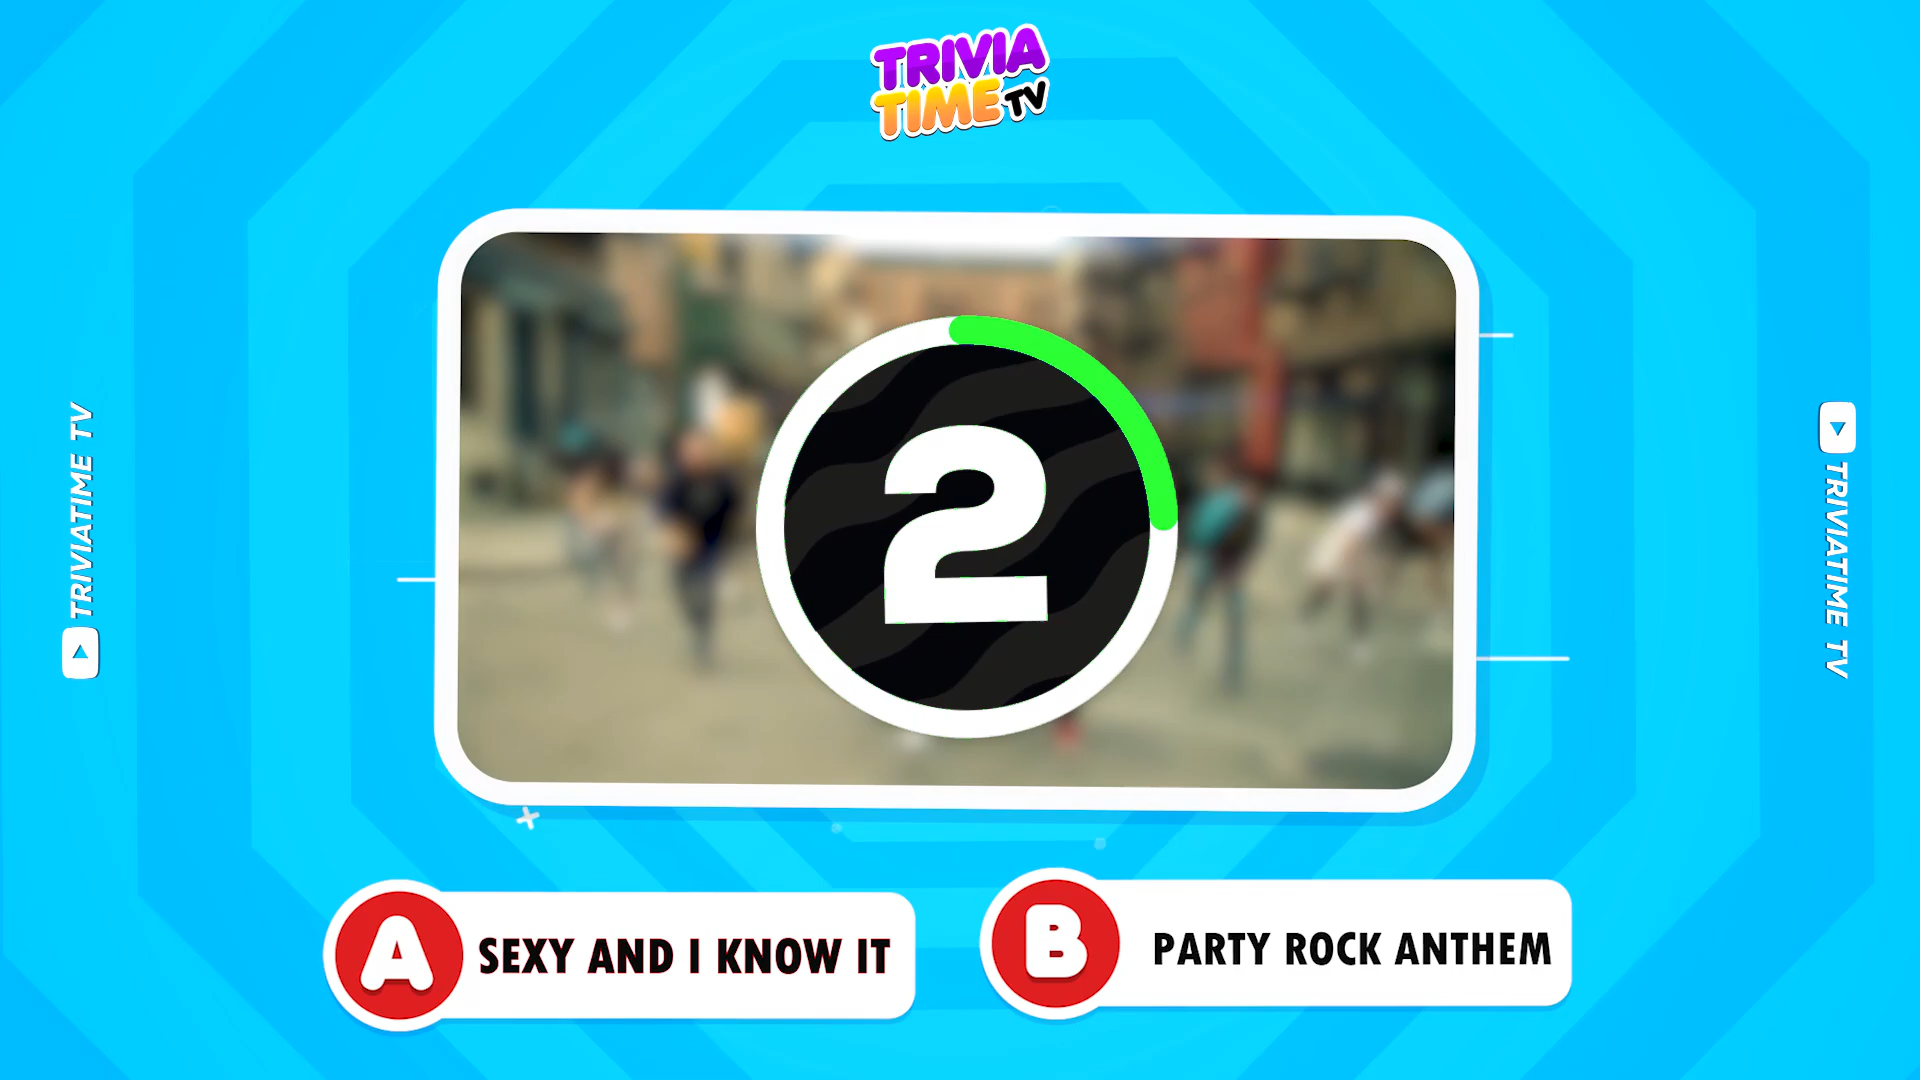 TRIVIA
TIME TV
TRIVIATIME TV
TRIVIATIME TV
2
A SEXY AND I KNOW IT
B PARTY ROCK ANTHEM